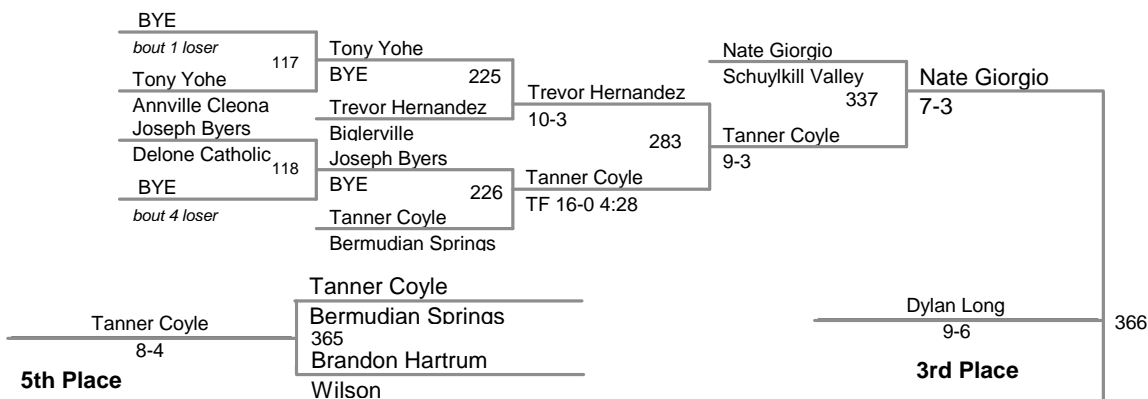 BYE
bout 1 loser
117
Tony Yohe
Annville Cleona
Joseph Byers
Delone Catholic
118
BYE
bout 4 loser
Tony Yohe
BYE
225
Trevor Hernandez
Biglerville
Joseph Byers
BYE
226
Tanner Coyle
Bermudian Springs
Trevor Hernandez
10-3
283
Tanner Coyle
TF 16-0 4:28
Nate Giorgio
Schuylkill Valley
337
Tanner Coyle
9-3
Nate Giorgio
7-3
Tanner Coyle
8-4
5th Place
Tanner Coyle
Bermudian Springs
365
Brandon Hartrum
Wilson
Dylan Long
9-6
3rd Place
366